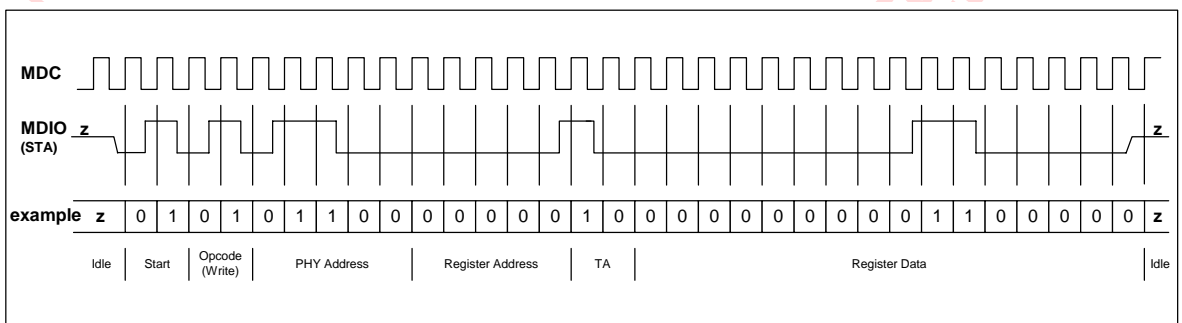 MDC
MDIO z z
(STA)
example z 0 1 0 1 0 1 1 0 0 0 0 0 0 0 1 0 0 0 0 0 0 0 0 0 0 1 1 0 0 0 0 0 z
Idle Start Opcode (Write) PHY Address Register Address TA Register Data Idle